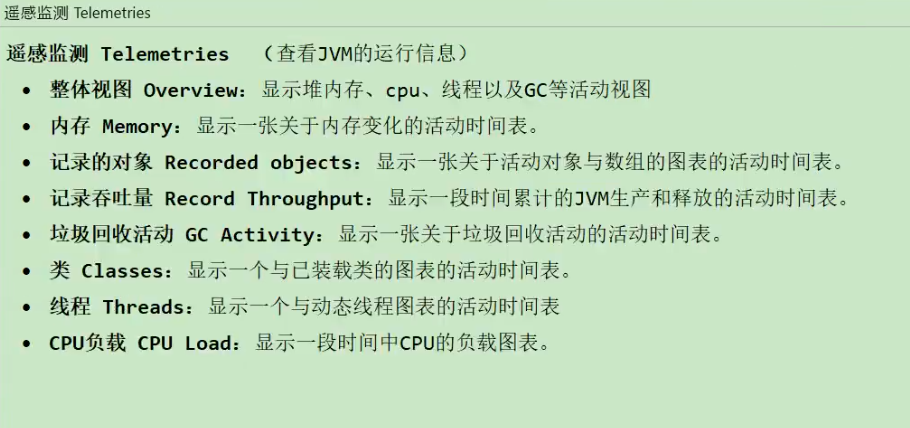 遥感监测 Telemetries
遥感监测 Telemetries （查看JVM的运行信息）
• 整体视图 Overview：显示堆内存、cpu、线程以及GC等活动视图
• 内存 Memory：显示一张关于内存变化的活动时间表。
• 记录的对象 Recorded objects：显示一张关于活动对象与数组的图表的活动时间表。
• 记录吞吐量 Record Throughput：显示一段时间累计的JVM生产和释放的活动时间表。
• 垃圾回收活动 GC Activity：显示一张关于垃圾回收活动的活动时间表。
• 类 Classes：显示一个与已装载类的图表的活动时间表。
• 线程 Threads：显示一个与动态线程图表的活动时间表
• CPU负载 CPU Load：显示一段时间中CPU的负载图表。